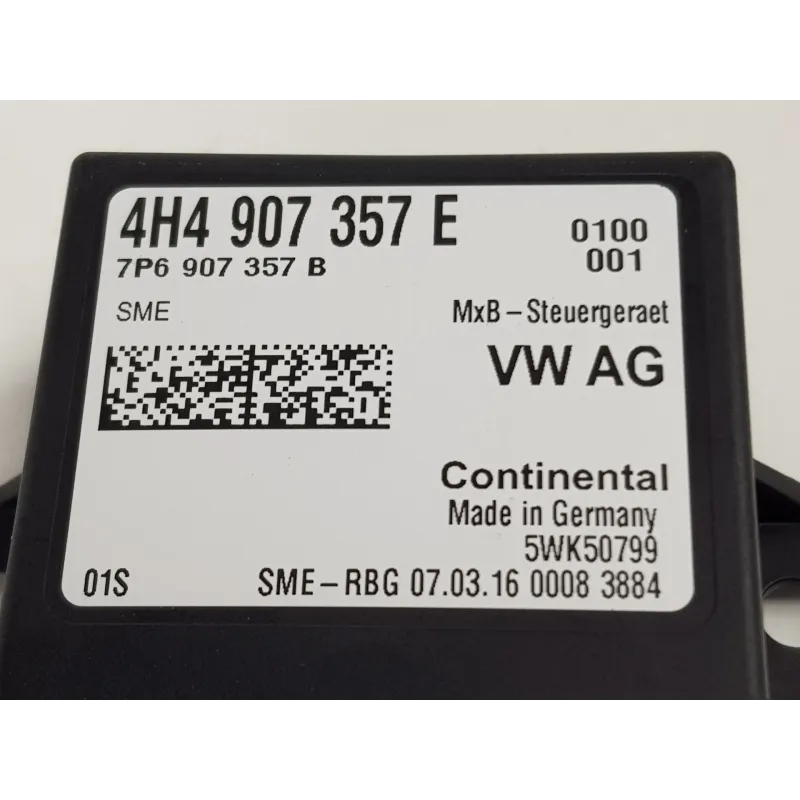 4H4 907 357 E 0100
7P6 907 357 B 001
SME MxB-Steuergeraet
VW AG
Continental
Made in Germany
5WK50799
01S SME-RBG 07.03.16 0008 3884